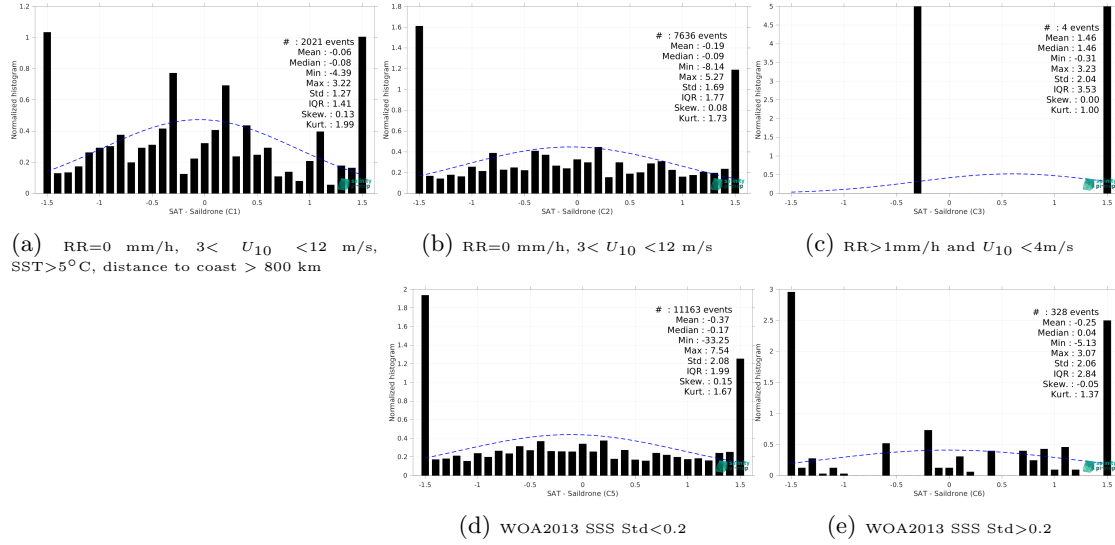 1.2
1
0.8
0.6
0.4
0.2
0
Normalized histogram
# : 2021 events
Mean : -0.06
Median : -0.08
Min : -4.39
Max : 3.22
Std : 1.27
IQR : 1.41
Skew. : 0.13
Kurt. : 1.99
-1.5 -1 -0.5 0 0.5 1 1.5
SAT - Saildrone (C1)
(a) RR=0 mm/h, 3< U10 <12 m/s,
SST>5°C, distance to coast > 800 km
1.8
1.6
1.4
1.2
1
0.8
0.6
0.4
0.2
0
Normalized histogram
# : 7636 events
Mean : -0.19
Median : -0.09
Min : -8.14
Max : 5.27
Std : 1.69
IQR : 1.77
Skew. : 0.08
Kurt. : 1.73
-1.5 -1 -0.5 0 0.5 1 1.5
SAT - Saildrone (C2)
(b) RR=0 mm/h, 3< U10 <12 m/s
5
4.5
4
3.5
3
2.5
2
1.5
1
0.5
0
Normalized histogram
# : 4 events
Mean : 1.46
Median : 1.46
Min : -0.31
Max : 3.23
Std : 2.04
IQR : 3.53
Skew. : 0.00
Kurt. : 1.00
-1.5 -1 -0.5 0 0.5 1 1.5
SAT - Saildrone (C3)
(c) RR>1mm/h and U10 <4m/s
2
1.8
1.6
1.4
1.2
1
0.8
0.6
0.4
0.2
0
Normalized histogram
# : 11163 events
Mean : -0.37
Median : -0.17
Min : -33.25
Max : 7.54
Std : 2.08
IQR : 1.99
Skew. : 0.15
Kurt. : 1.67
-1.5 -1 -0.5 0 0.5 1 1.5
SAT - Saildrone (C5)
(d) WOA2013 SSS Std<0.2
3
2.5
2
1.5
1
0.5
0
Normalized histogram
# : 328 events
Mean : -0.25
Median : 0.04
Min : -5.13
Max : 3.07
Std : 2.06
IQR : 2.84
Skew. : -0.05
Kurt. : 1.37
-1.5 -1 -0.5 0 0.5 1 1.5
SAT - Saildrone (C6)
(e) WOA2013 SSS Std>0.2